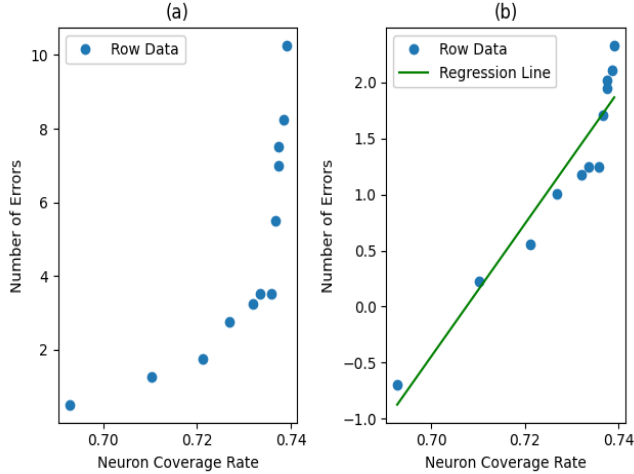 (a)
Row Data
10
8
6
4
2
0.70 0.72 0.74
Number of Errors
Neuron Coverage Rate
(b)
Row Data
Regression Line
2.0
1.5
1.0
0.5
0.0
−0.5
−1.0
0.70 0.72 0.74
Number of Errors
Neuron Coverage Rate